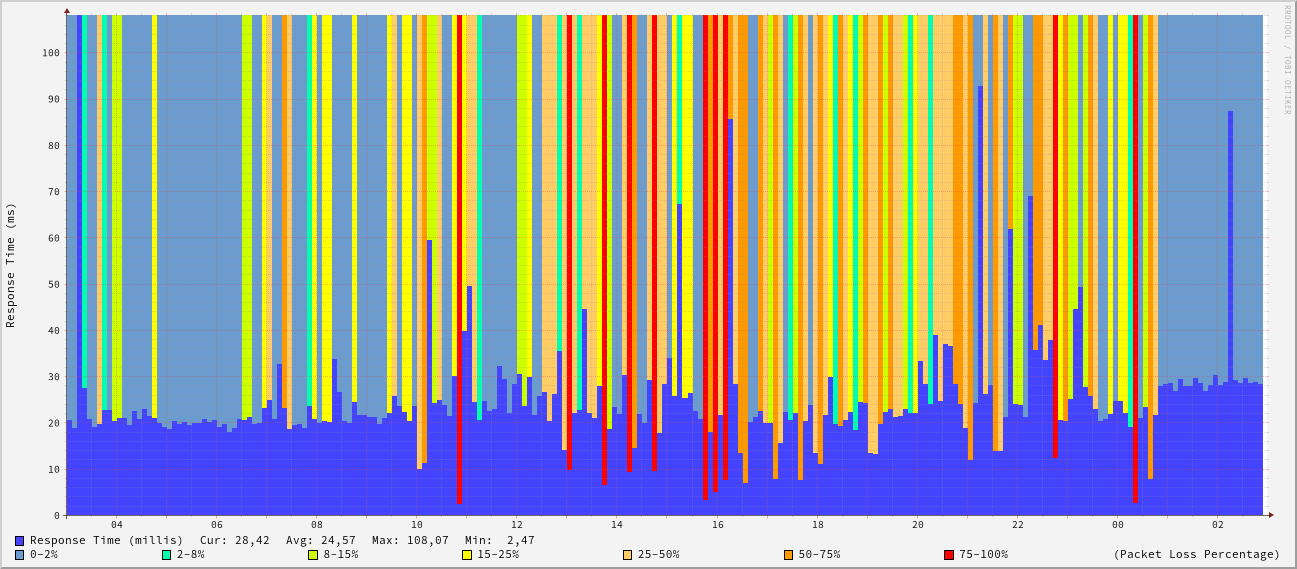 RRDTOOL / TOBI OETIKER
Response Time (ms)
100
90
80
70
60
50
40
30
20
10
0
04 06 08 10 12 14 16 18 20 22 00 02
Response Time (millis) Cur: 28,42 Avg: 24,57 Max: 108,07 Min: 2,47
0-2% 2-8% 8-15% 15-25% 25-50% 50-75% 75-100% (Packet Loss Percentage)